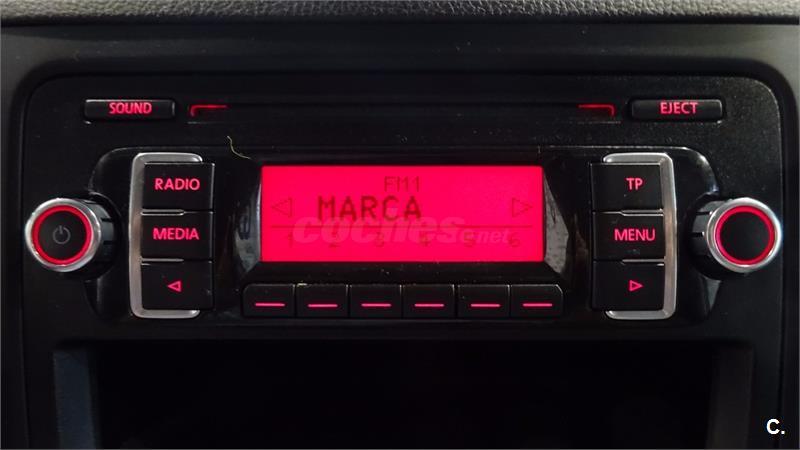 SOUND
EJECT
RADIO
FM1
TP
MARCA
MEDIA
MENU
1 2 3 4 5 6
coches.net
C.